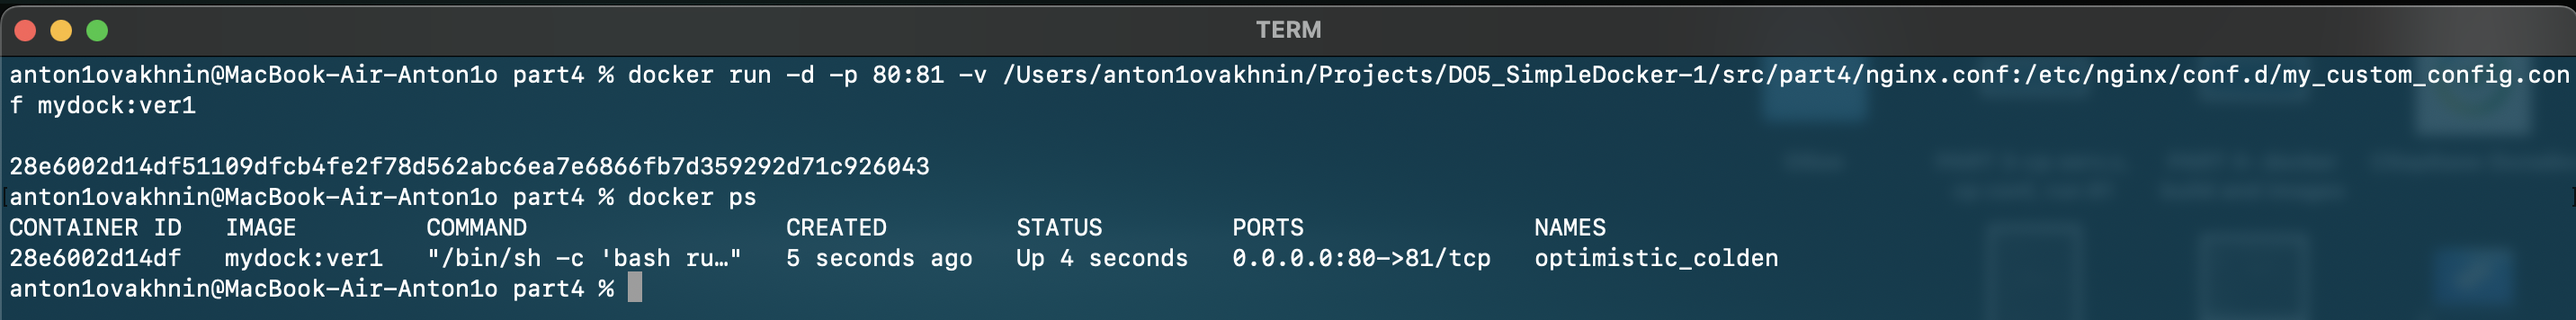 TERM
anton1ovakhnin@MacBook-Air-Anton1o part4 % docker run -d -p 80:81 -v /Users/anton1ovakhnin/Projects/DO5_SimpleDocker-1/src/part4/nginx.conf:/etc/nginx/conf.d/my_custom_config.con
f mydock:ver1
28e6002d14df51109dfcb4fe2f78d562abc6ea7e6866fb7d359292d71c926043
[anton1ovakhnin@MacBook-Air-Anton1o part4 % docker ps ]
CONTAINER ID   IMAGE         COMMAND                  CREATED         STATUS         PORTS                NAMES
28e6002d14df   mydock:ver1   "/bin/sh -c 'bash ru…"   5 seconds ago   Up 4 seconds   0.0.0.0:80->81/tcp   optimistic_colden
anton1ovakhnin@MacBook-Air-Anton1o part4 %